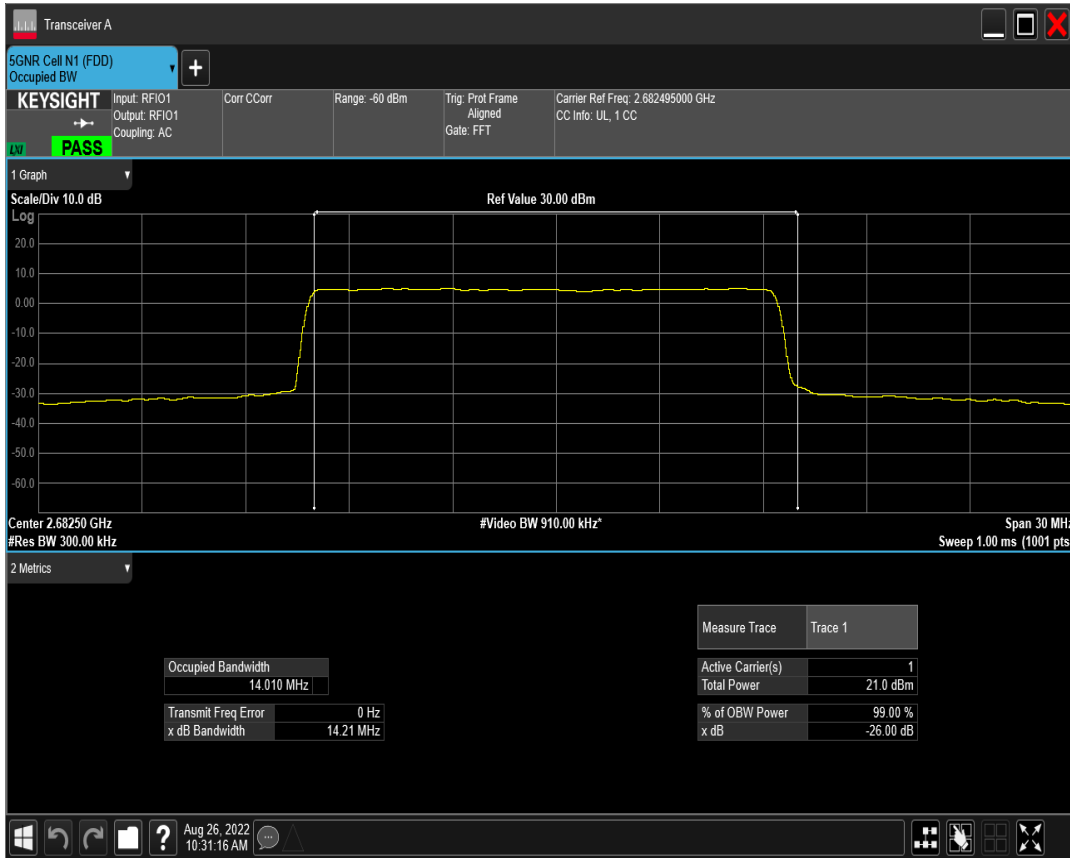 Transceiver A
5GNR Cell N1 (FDD)
Occupied BW
+
KEYSIGHT
LXI
PASS
Input: RFIO1
Output: RFIO1
Coupling: AC
Corr CCorr
Range: -60 dBm
Trig: Prot Frame
Aligned
Gate: FFT
Carrier Ref Freq: 2.682495000 GHz
CC Info: UL, 1 CC
1 Graph
Scale/Div 10.0 dB
Ref Value 30.00 dBm
Log
20.0
10.0
0.00
-10.0
-20.0
-30.0
-40.0
-50.0
-60.0
Center 2.68250 GHz
#Video BW 910.00 kHz*
Span 30 MHz
#Res BW 300.00 kHz
Sweep 1.00 ms (1001 pts
2 Metrics
Measure Trace Trace 1
Occupied Bandwidth
14.010 MHz
Active Carrier(s) 1
Total Power 21.0 dBm
Transmit Freq Error 0 Hz
x dB Bandwidth 14.21 MHz
% of OBW Power 99.00 %
x dB -26.00 dB
?
Aug 26, 2022
10:31:16 AM